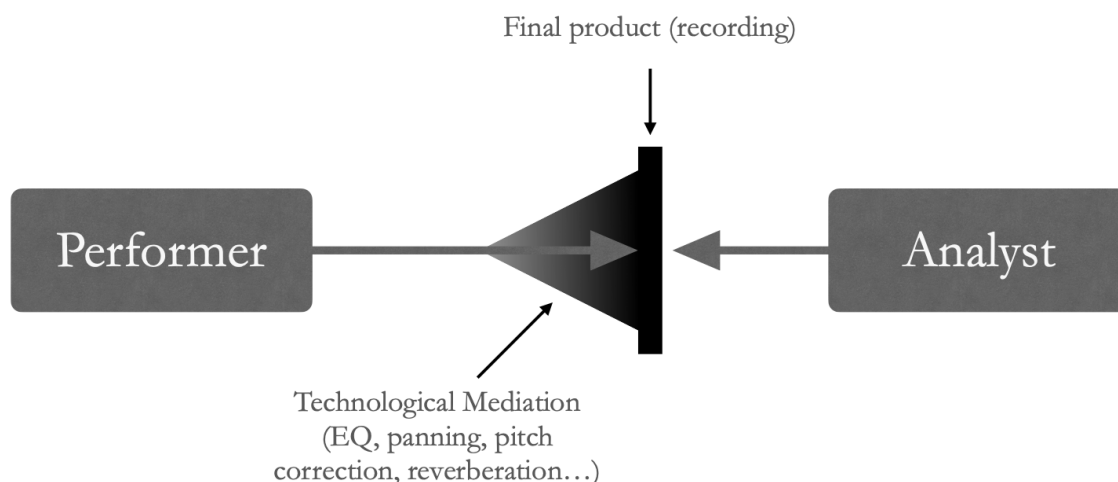 Final product (recording)
Performer
Analyst
Technological Mediation
(EQ, panning, pitch
correction, reverberation…)